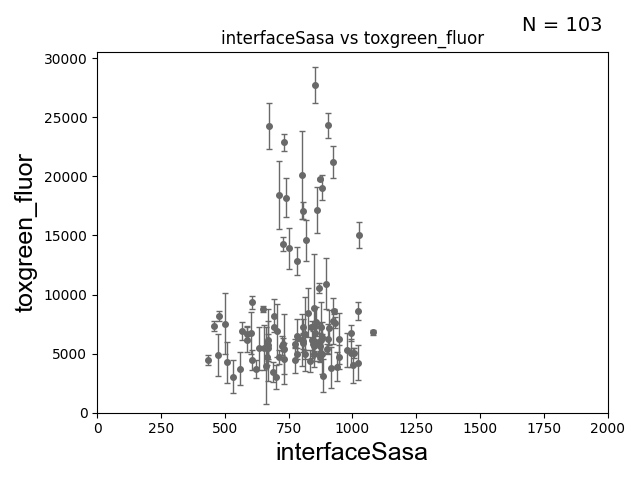 N = 103
interfaceSasa vs toxgreen_fluor
30000
25000
20000
15000
10000
5000
0
toxgreen_fluor
0 250 500 750 1000 1250 1500 1750 2000
interfaceSasa